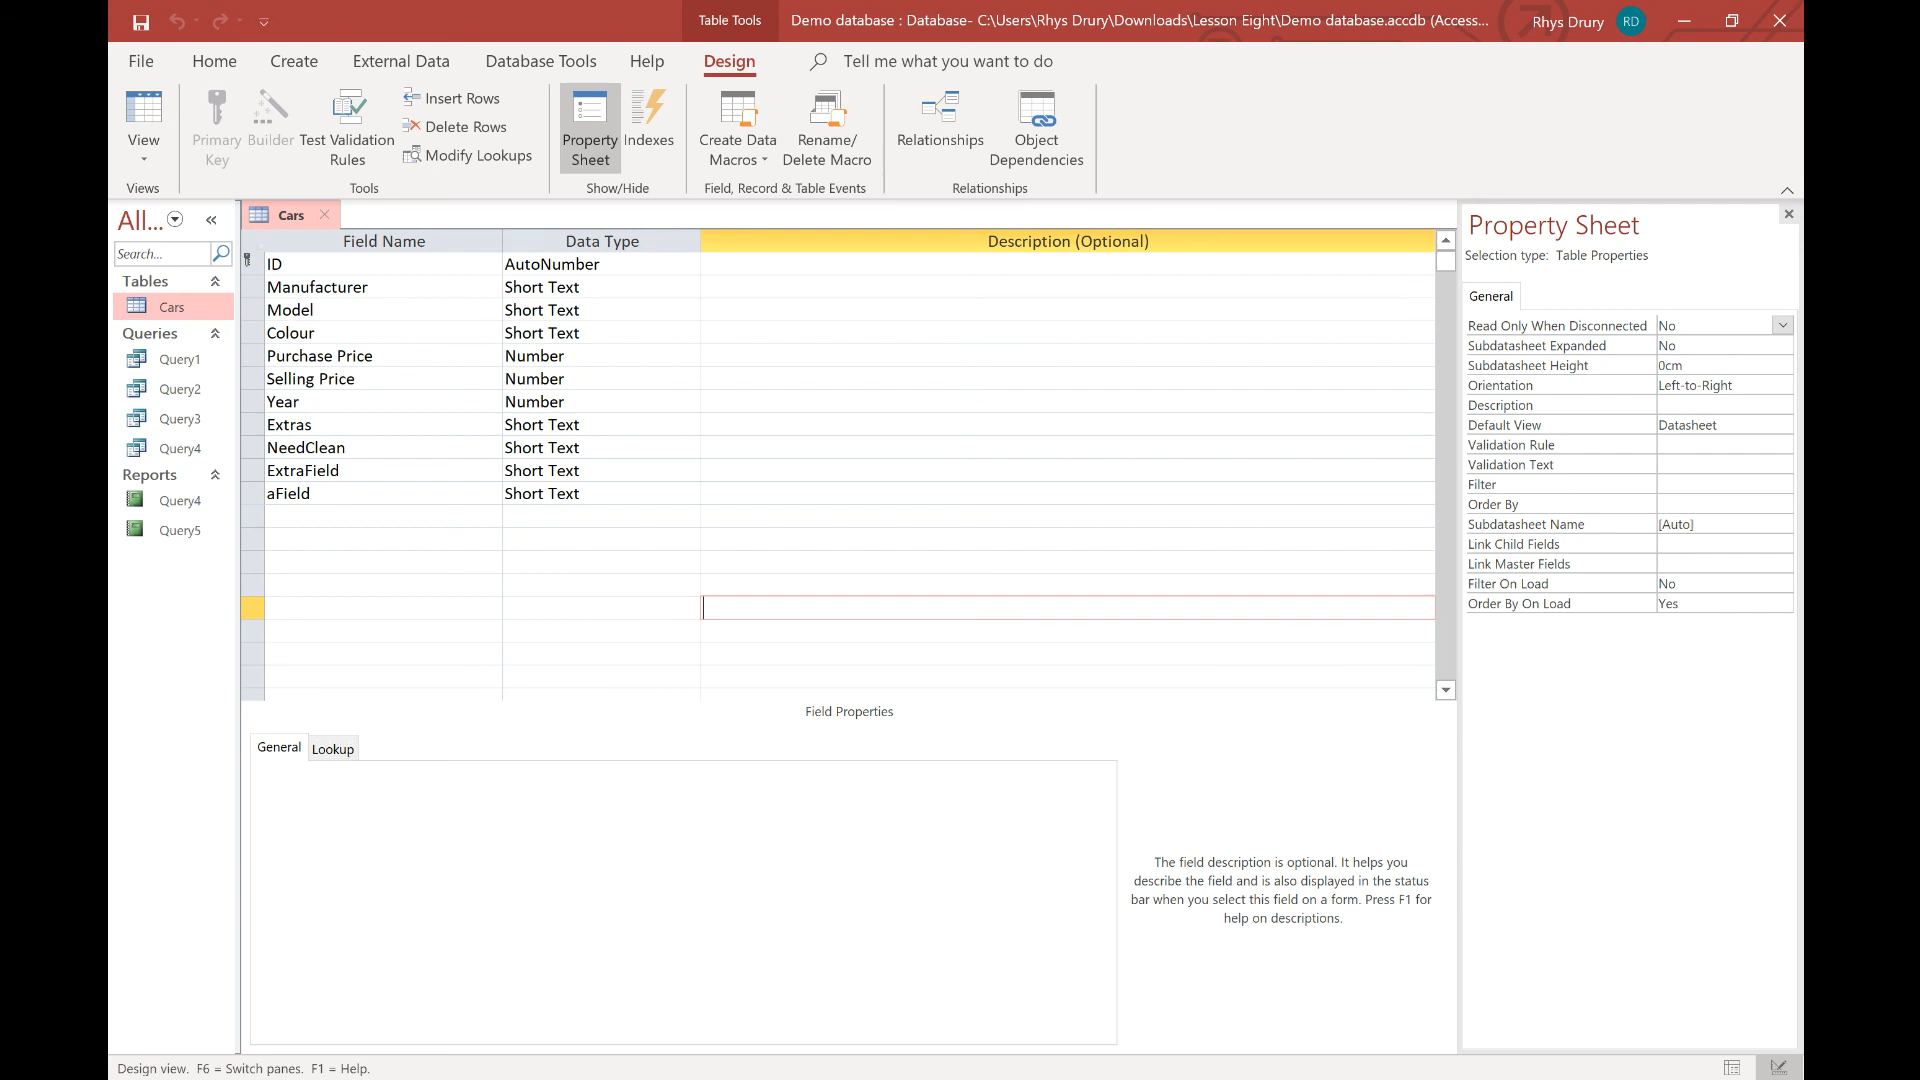 Table Tools
Demo database : Database- C:\Users\Rhys Drury\Downloads\Lesson Eight\Demo database.accdb (Access...
Rhys Drury
RD
File
Home
Create
External Data
Database Tools
Help
Design
Tell me what you want to do
View
Primary
Key
Builder
Test Validation
Rules
Insert Rows
Delete Rows
Modify Lookups
Property
Sheet
Indexes
Create Data
Macros
Rename/
Delete Macro
Relationships
Object
Dependencies
Views
Tools
Show/Hide
Field, Record & Table Events
Relationships
All...
Search...
Tables
Cars
Queries
Query1
Query2
Query3
Query4
Reports
Query4
Query5
Cars
Field Name Data Type Description (Optional)
ID AutoNumber
Manufacturer Short Text
Model Short Text
Colour Short Text
Purchase Price Number
Selling Price Number
Year Number
Extras Short Text
NeedClean Short Text
ExtraField Short Text
aField Short Text
Field Properties
General
Lookup
The field description is optional. It helps you
describe the field and is also displayed in the status
bar when you select this field on a form. Press F1 for
help on descriptions.
Property Sheet
Selection type: Table Properties
General
Read Only When Disconnected No
Subdatasheet Expanded No
Subdatasheet Height 0cm
Orientation Left-to-Right
Description
Default View Datasheet
Validation Rule
Validation Text
Filter
Order By
Subdatasheet Name [Auto]
Link Child Fields
Link Master Fields
Filter On Load No
Order By On Load Yes
Design view. F6 = Switch panes. F1 = Help.